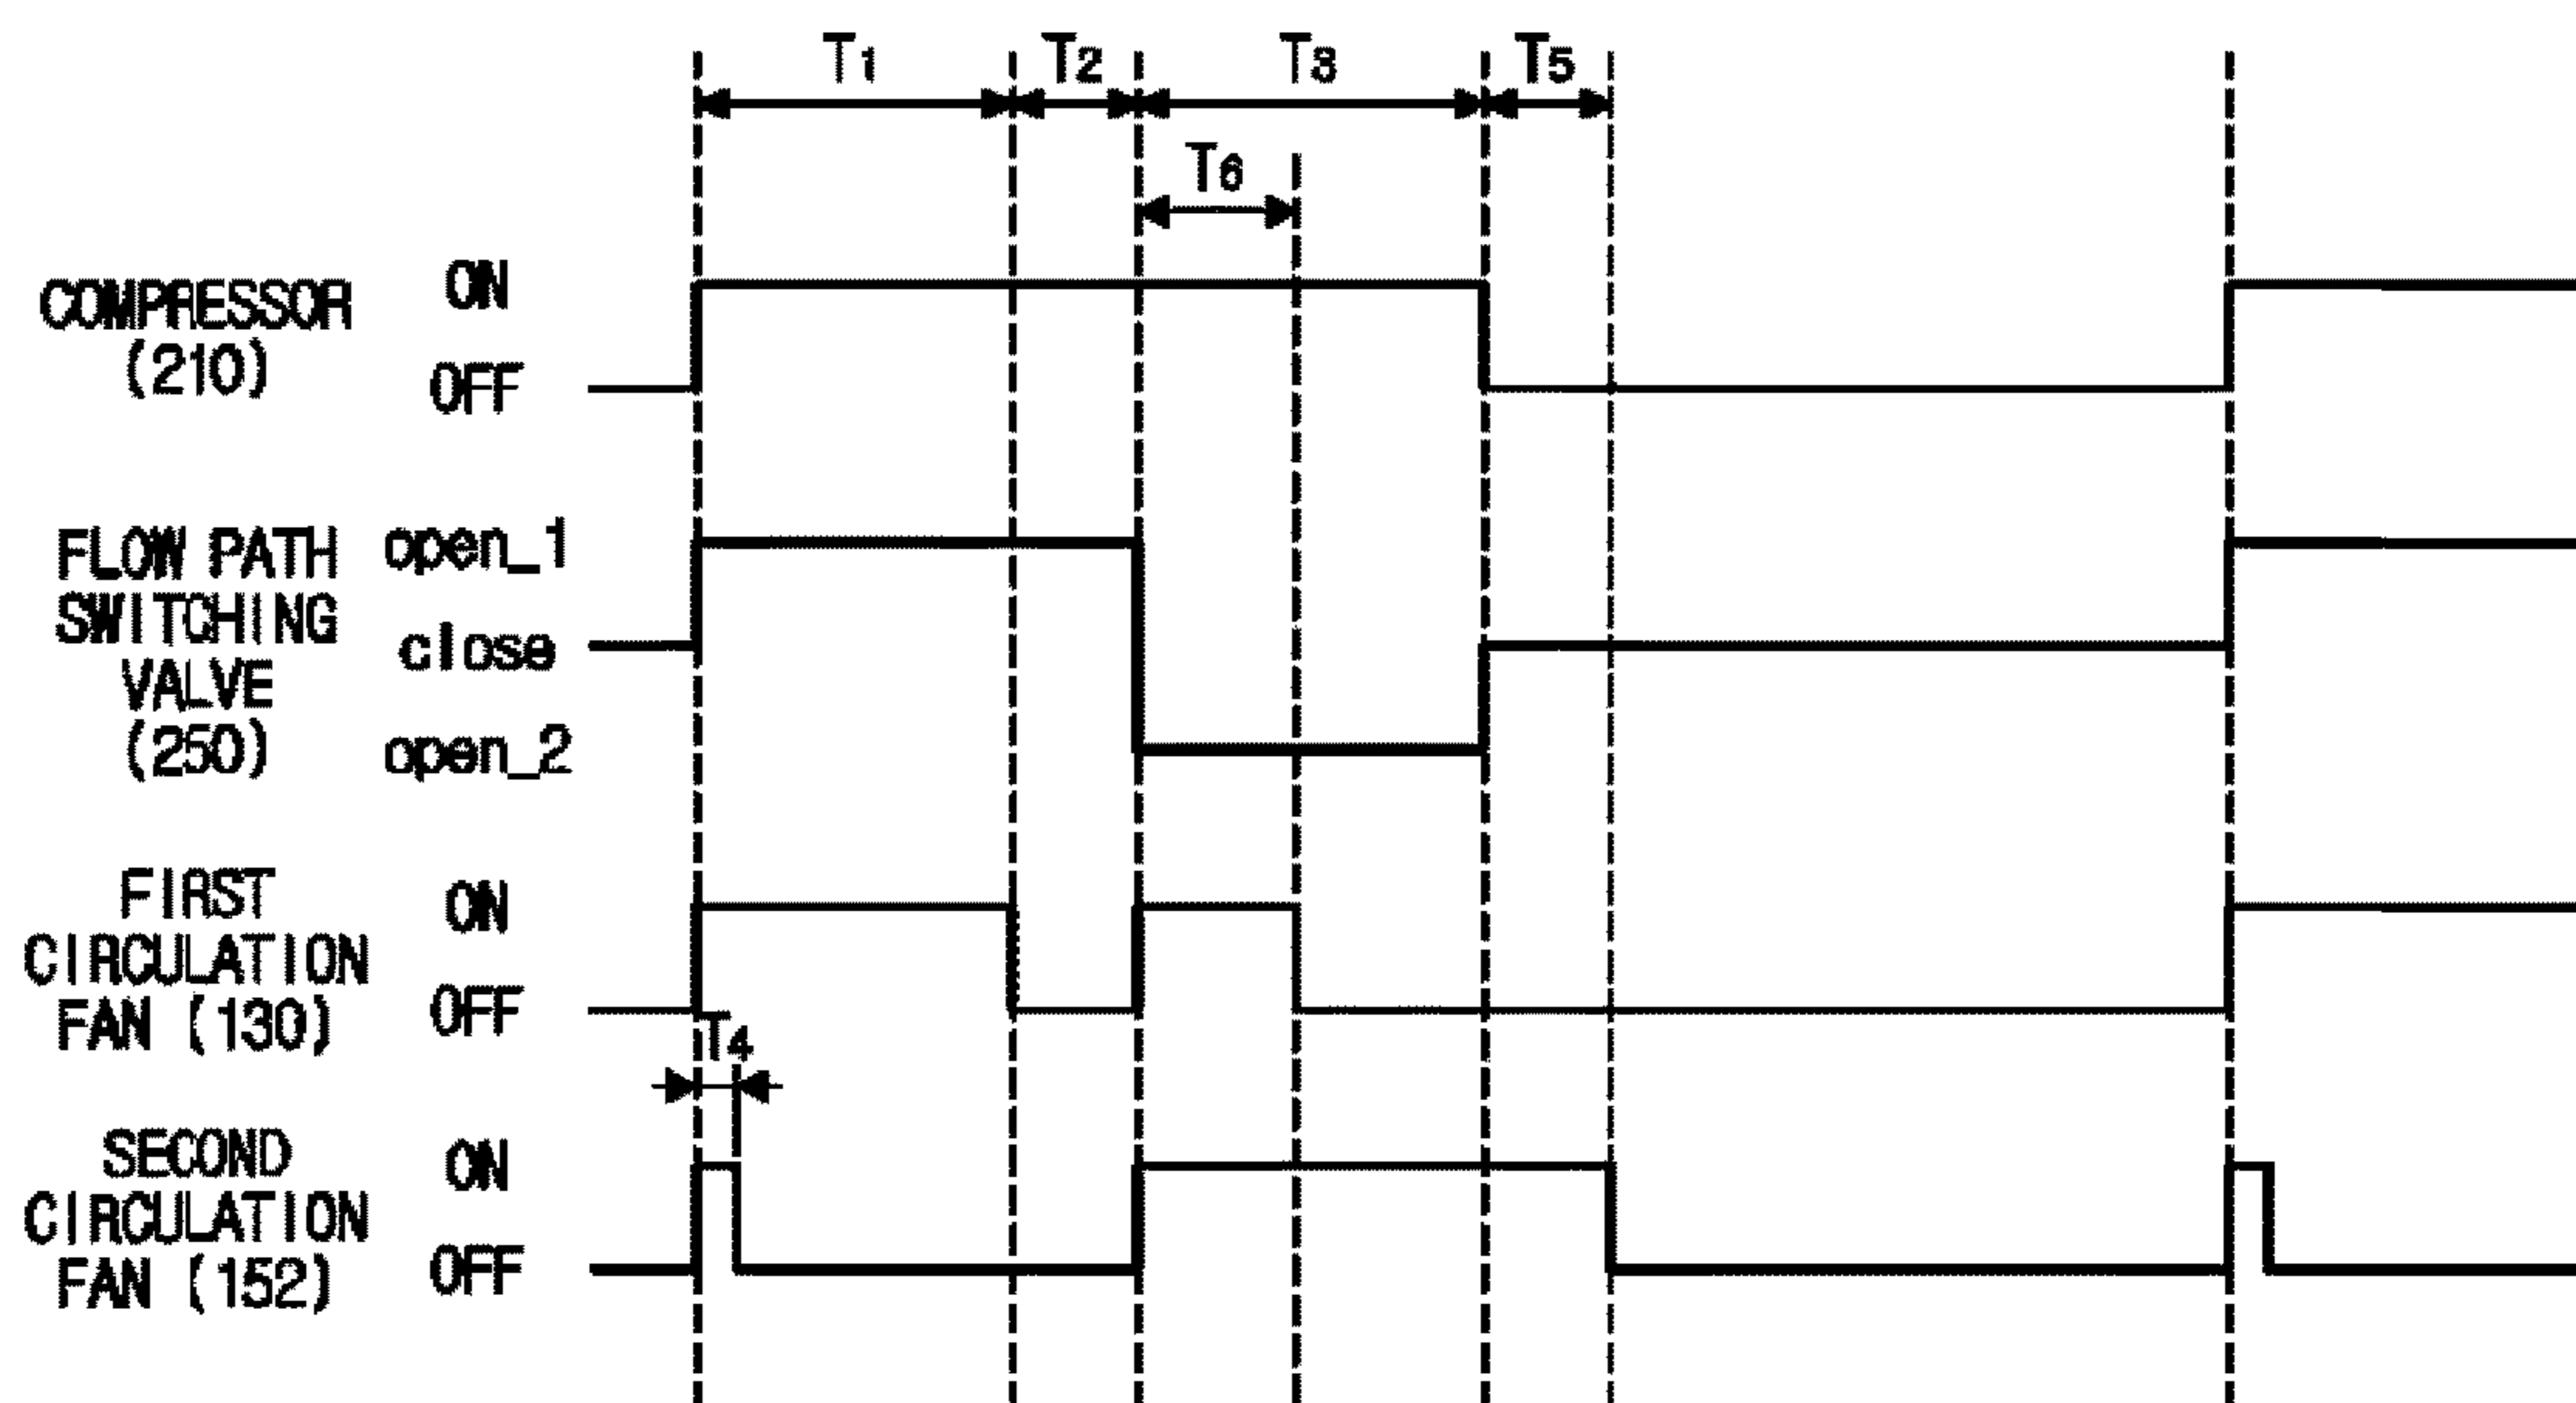 T1 T2 T3 T5
T6
COMPRESSOR
(210)
ON
OFF
FLOW PATH
SWITCHING
VALVE
(250)
open_1
close
open_2
FIRST
CIRCULATION
FAN (130)
ON
OFF
T4
SECOND
CIRCULATION
FAN (152)
ON
OFF